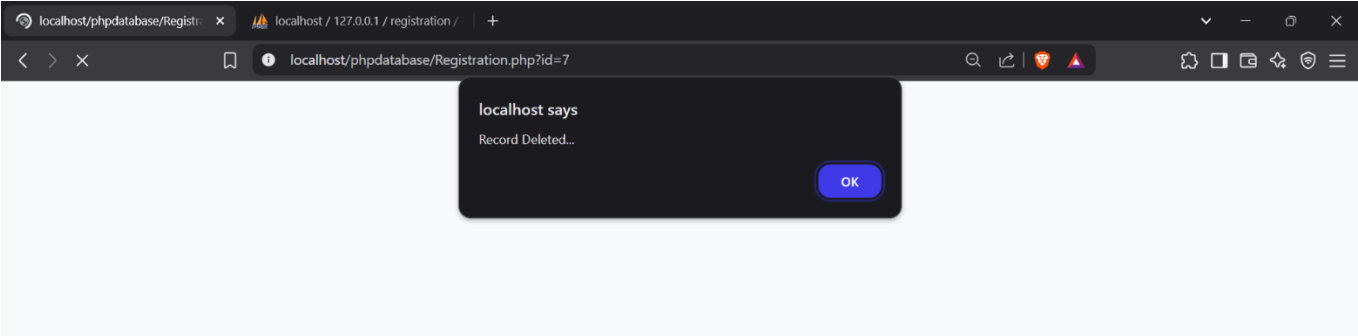 localhost/phpdatabase/Registra
localhost / 127.0.0.1 / registration /
localhost/phpdatabase/Registration.php?id=7
localhost says
Record Deleted...
OK